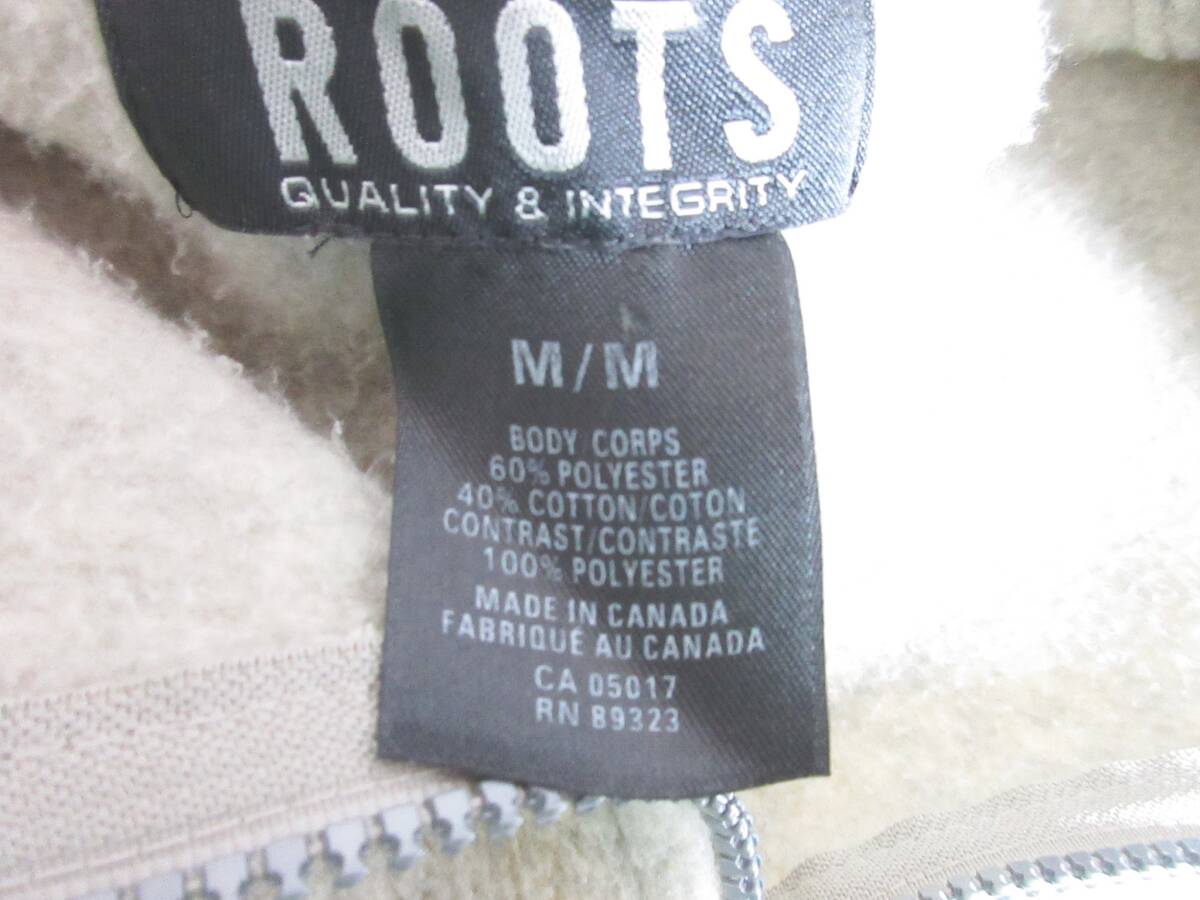 ROOTS
QUALITY & INTEGRITY
M/M
BODY CORPS
60% POLYESTER
40% COTTON/COTON
CONTRAST/CONTRASTE
100% POLYESTER
MADE IN CANADA
FABRIQUÉ AU CANADA
CA 05017
RN 89323